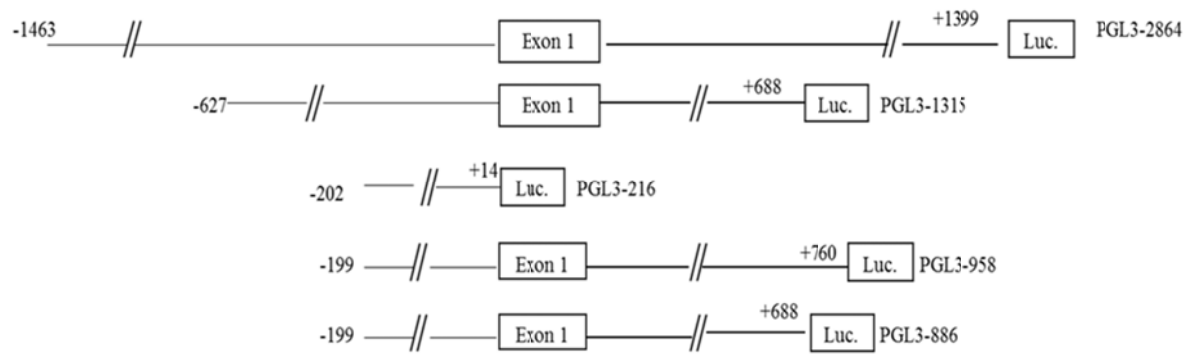 -1463 Exon 1 +1399 Luc. PGL3-2864
-627 Exon 1 +688 Luc. PGL3-1315
-202 +14 Luc. PGL3-216
-199 Exon 1 +760 Luc. PGL3-958
-199 Exon 1 +688 Luc. PGL3-886